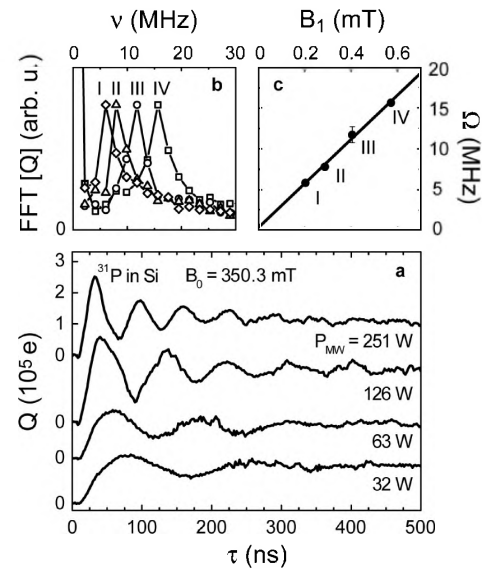 ν (MHz)
0 10 20 30
B₁ (mT)
0.0 0.2 0.4 0.6
FFT [Q] (arb. u.)
0
I II III IV
b
c
I
II
III
IV
20
15
10
5
0
Ω (MHz)
³¹P in Si B₀ = 350.3 mT a
P_MW = 251 W
126 W
63 W
32 W
Q (10⁵ e)
3
2
1
0
0
0
0
0 100 200 300 400 500
τ (ns)